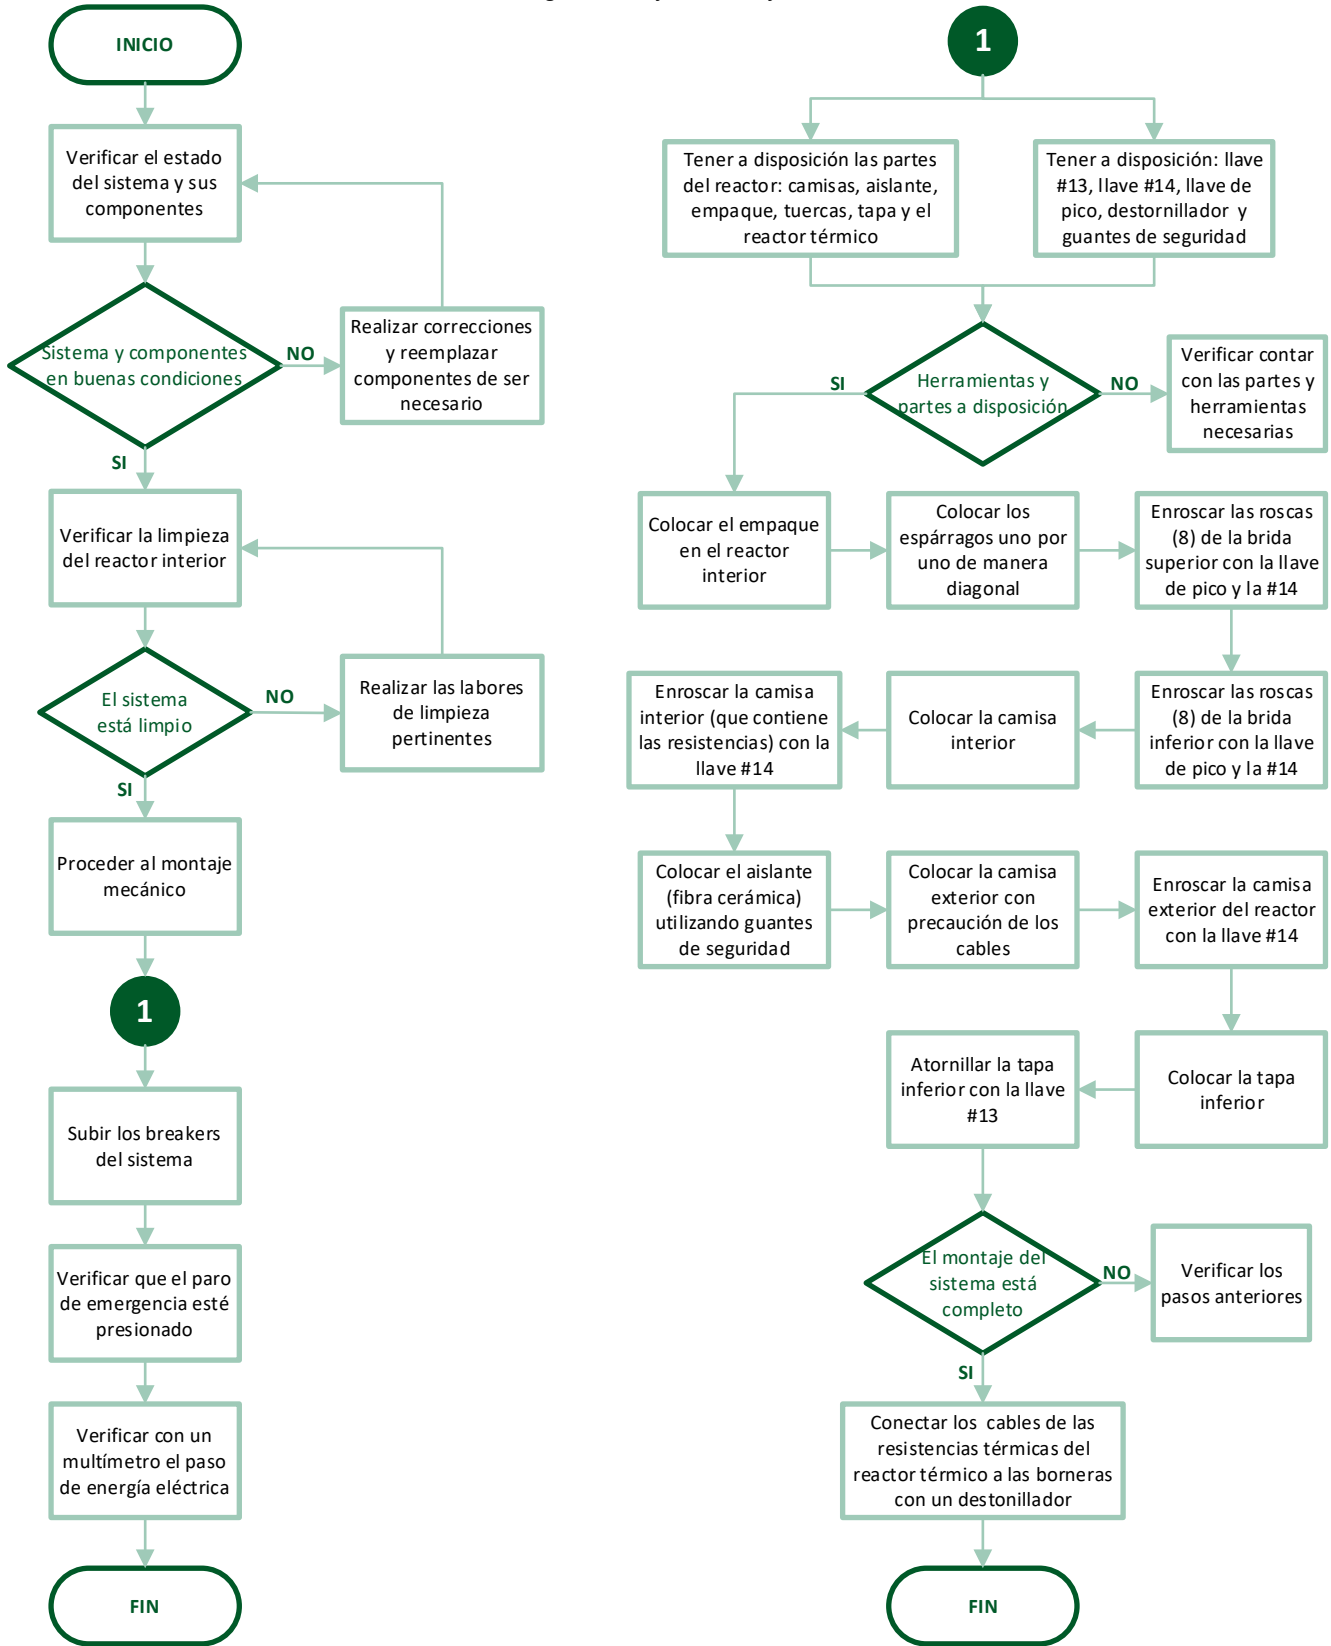 INICIO
Verificar el estado
del sistema y sus
componentes
Sistema y componentes
en buenas condiciones
NO
Realizar correcciones
y reemplazar
componentes de ser
necesario
SI
Verificar la limpieza
del reactor interior
El sistema
está limpio
NO
Realizar las labores
de limpieza
pertinentes
SI
Proceder al montaje
mecánico
1
Subir los breakers
del sistema
Verificar que el paro
de emergencia esté
presionado
Verificar con un
multímetro el paso
de energía eléctrica
FIN
1
Tener a disposición las partes
del reactor: camisas, aislante,
empaque, tuercas, tapa y el
reactor térmico
Tener a disposición: llave
#13, llave #14, llave de
pico, destornillador y
guantes de seguridad
Herramientas y
partes a disposición
SI
NO
Verificar contar
con las partes y
herramientas
necesarias
Colocar el empaque
en el reactor
interior
Colocar los
espárragos uno por
uno de manera
diagonal
Enroscar las roscas
(8) de la brida
superior con la llave
de pico y la #14
Enroscar las roscas
(8) de la brida
inferior con la llave
de pico y la #14
Colocar la camisa
interior
Enroscar la camisa
interior (que contiene
las resistencias) con la
llave #14
Colocar el aislante
(fibra cerámica)
utilizando guantes
de seguridad
Colocar la camisa
exterior con
precaución de los
cables
Enroscar la camisa
exterior del reactor
con la llave #14
Colocar la tapa
inferior
Atornillar la tapa
inferior con la llave
#13
El montaje del
sistema está
completo
NO
Verificar los
pasos anteriores
SI
Conectar los cables de las
resistencias térmicas del
reactor térmico a las borneras
con un destonillador
FIN